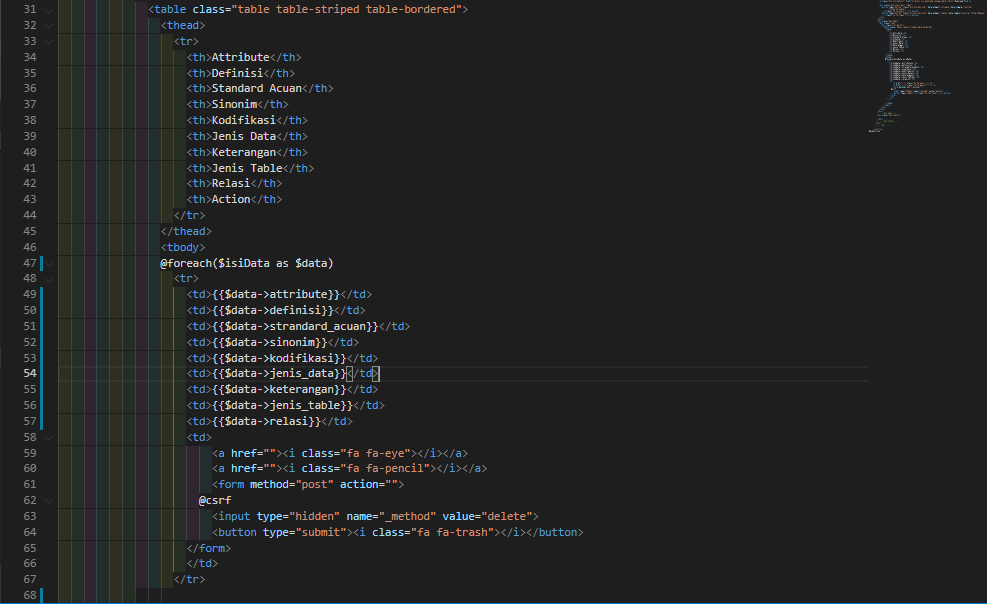 31 <table class="table table-striped table-bordered">
32 <thead>
33 <tr>
34 <th>Attribute</th>
35 <th>Definisi</th>
36 <th>Standard Acuan</th>
37 <th>Sinonim</th>
38 <th>Kodifikasi</th>
39 <th>Jenis Data</th>
40 <th>Keterangan</th>
41 <th>Jenis Table</th>
42 <th>Relasi</th>
43 <th>Action</th>
44 </tr>
45 </thead>
46 <tbody>
47 @foreach($isiData as $data)
48 <tr>
49 <td>{{$data->attribute}}</td>
50 <td>{{$data->definisi}}</td>
51 <td>{{$data->strandard_acuan}}</td>
52 <td>{{$data->sinonim}}</td>
53 <td>{{$data->kodifikasi}}</td>
54 <td>{{$data->jenis_data}}</td>
55 <td>{{$data->keterangan}}</td>
56 <td>{{$data->jenis_table}}</td>
57 <td>{{$data->relasi}}</td>
58 <td>
59 <a href=""><i class="fa fa-eye"></i></a>
60 <a href=""><i class="fa fa-pencil"></i></a>
61 <form method="post" action="">
62 @csrf
63 <input type="hidden" name="_method" value="delete">
64 <button type="submit"><i class="fa fa-trash"></i></button>
65 </form>
66 </td>
67 </tr>
68